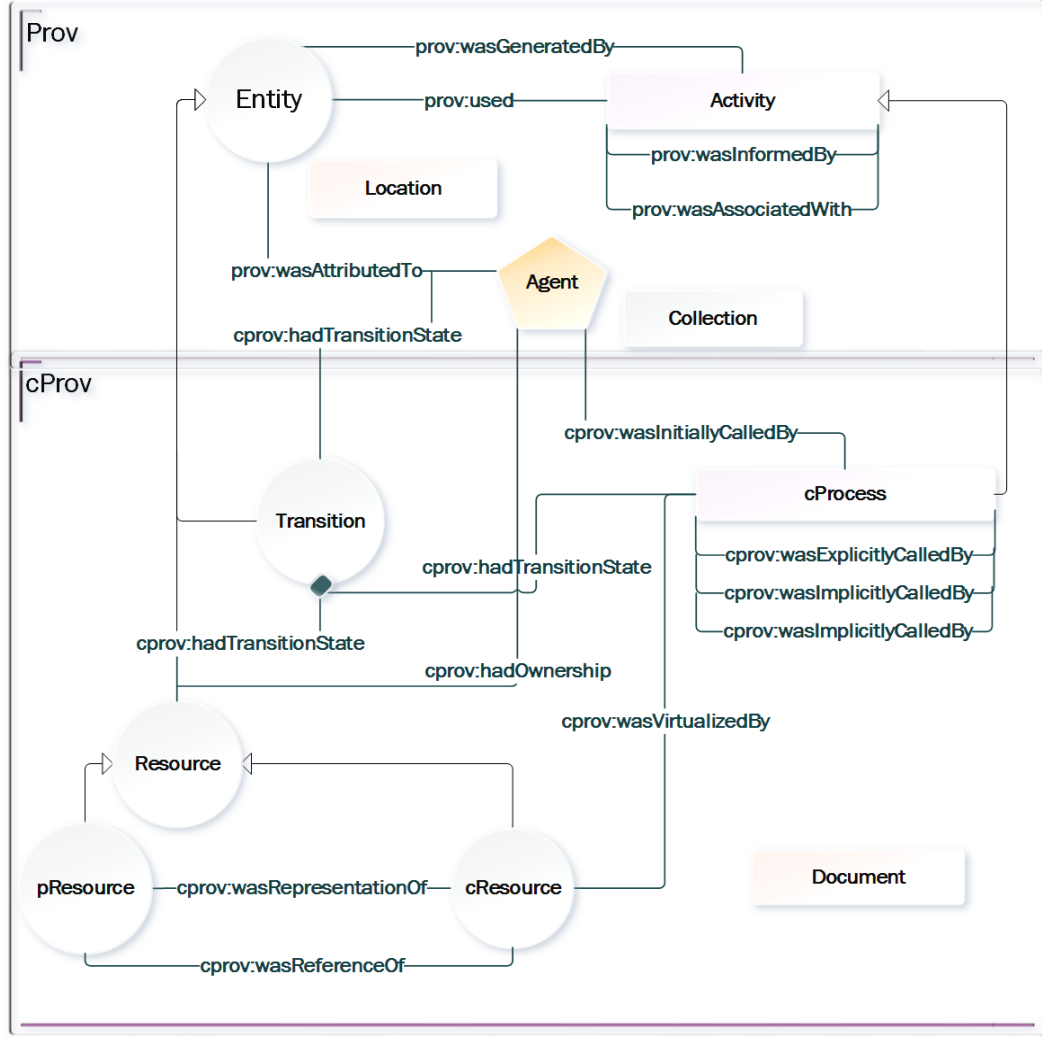 Prov
prov:wasGeneratedBy
Entity
prov:used
Activity
prov:wasInformedBy
Location
prov:wasAssociatedWith
prov:wasAttributedTo
Agent
Collection
cprov:hadTransitionState
cProv
cprov:wasInitiallyCalledBy
cProcess
Transition
cprov:wasExplicitlyCalledBy
cprov:hadTransitionState
cprov:wasImplicitlyCalledBy
cprov:wasImplicitlyCalledBy
cprov:hadTransitionState
cprov:hadOwnership
cprov:wasVirtualizedBy
Resource
Document
pResource
cprov:wasRepresentationOf
cResource
cprov:wasReferenceOf